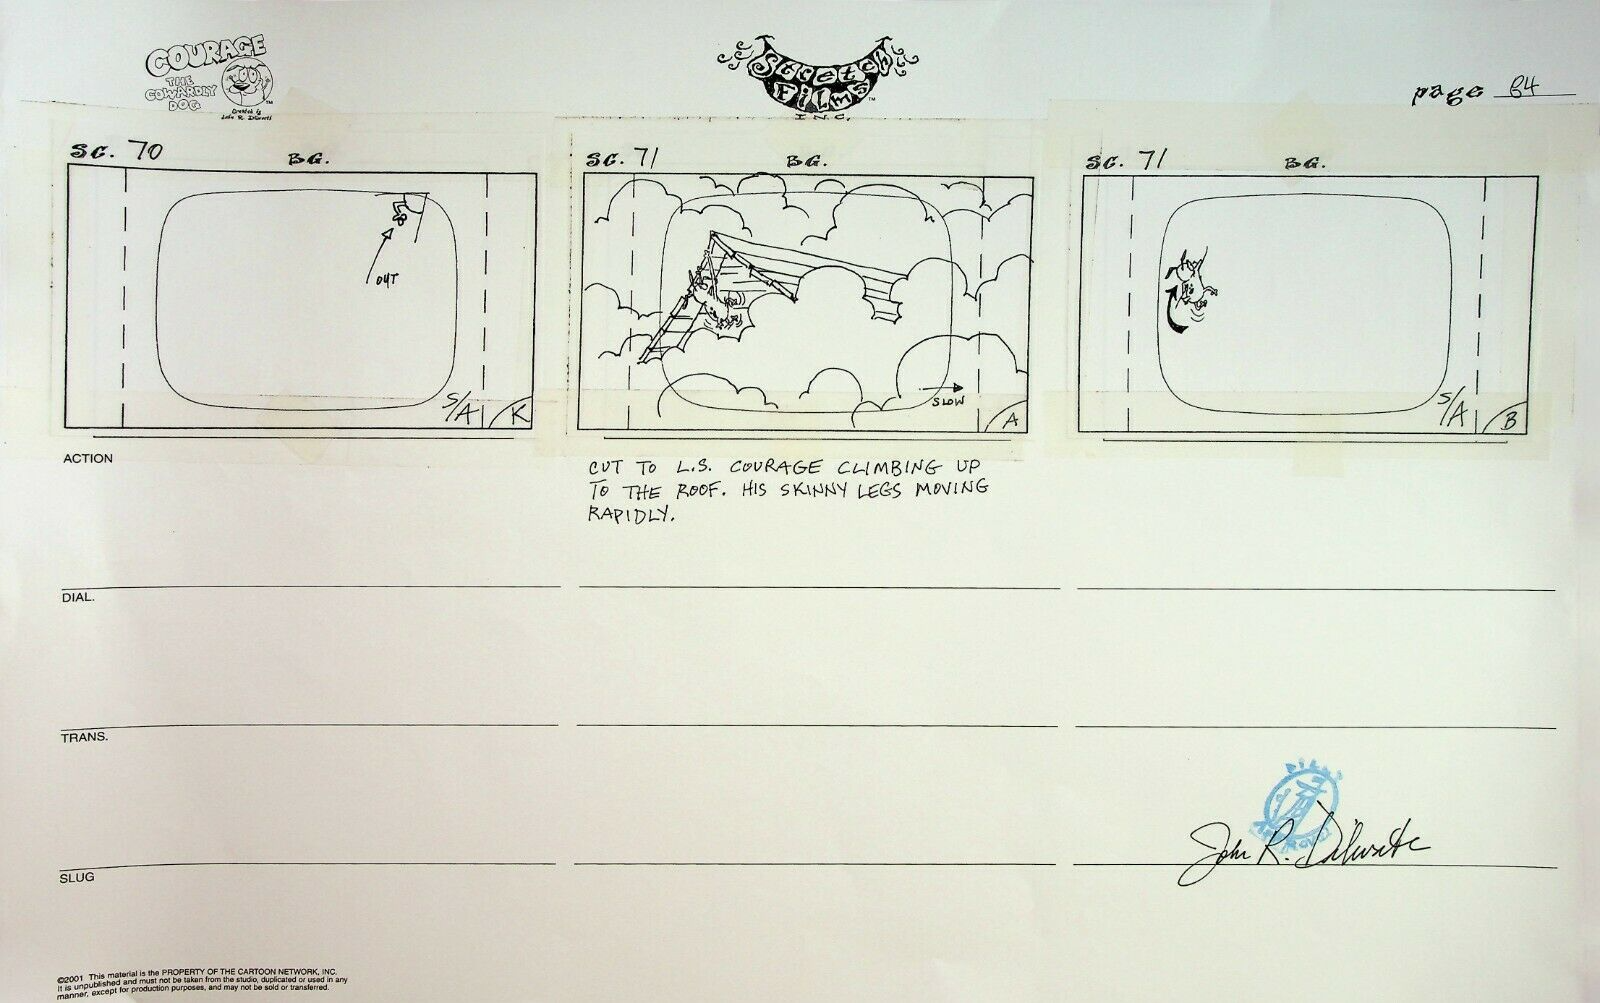 COURAGE
THE
COWARDLY
DOG
Created by
John R. Dilworth
TM
Stretch
Films
TM
INC.
page 64
SC. 70 BG.
OUT
S/A K
SC. 71 BG.
SLOW
A
SC. 71 BG.
S/A B
ACTION
CUT TO L.S. COURAGE CLIMBING UP
TO THE ROOF. HIS SKINNY LEGS MOVING
RAPIDLY.
DIAL.
TRANS.
FILMS
John R. Dilworth
SLUG
©2001 This material is the PROPERTY OF THE CARTOON NETWORK, INC.
It is unpublished and must not be taken from the studio, duplicated or used in any
manner, except for production purposes, and may not be sold or transferred.